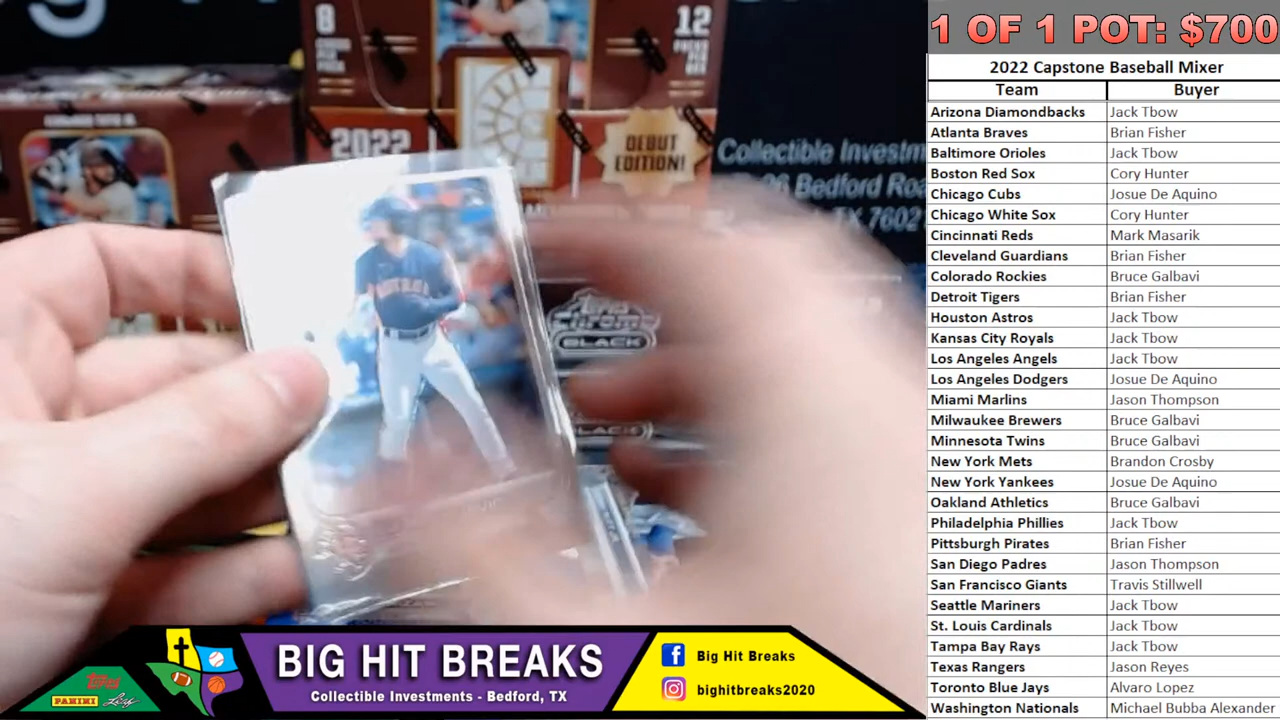 8
12
2022
DEBUT
EDITION!
Collectible Investm
Bedford Roa
TX 7602
Topps
Chrome
BLACK
BLACK
1 OF 1 POT: $700
2022 Capstone Baseball Mixer
Team Buyer
Arizona Diamondbacks Jack Tbow
Atlanta Braves Brian Fisher
Baltimore Orioles Jack Tbow
Boston Red Sox Cory Hunter
Chicago Cubs Josue De Aquino
Chicago White Sox Cory Hunter
Cincinnati Reds Mark Masarik
Cleveland Guardians Brian Fisher
Colorado Rockies Bruce Galbavi
Detroit Tigers Brian Fisher
Houston Astros Jack Tbow
Kansas City Royals Jack Tbow
Los Angeles Angels Jack Tbow
Los Angeles Dodgers Josue De Aquino
Miami Marlins Jason Thompson
Milwaukee Brewers Bruce Galbavi
Minnesota Twins Bruce Galbavi
New York Mets Brandon Crosby
New York Yankees Josue De Aquino
Oakland Athletics Bruce Galbavi
Philadelphia Phillies Jack Tbow
Pittsburgh Pirates Brian Fisher
San Diego Padres Jason Thompson
San Francisco Giants Travis Stillwell
Seattle Mariners Jack Tbow
St. Louis Cardinals Jack Tbow
Tampa Bay Rays Jack Tbow
Texas Rangers Jason Reyes
Toronto Blue Jays Alvaro Lopez
Washington Nationals Michael Bubba Alexander
Topps
PANINI Leaf
BIG HIT BREAKS
Collectible Investments - Bedford, TX
Big Hit Breaks
bighitbreaks2020